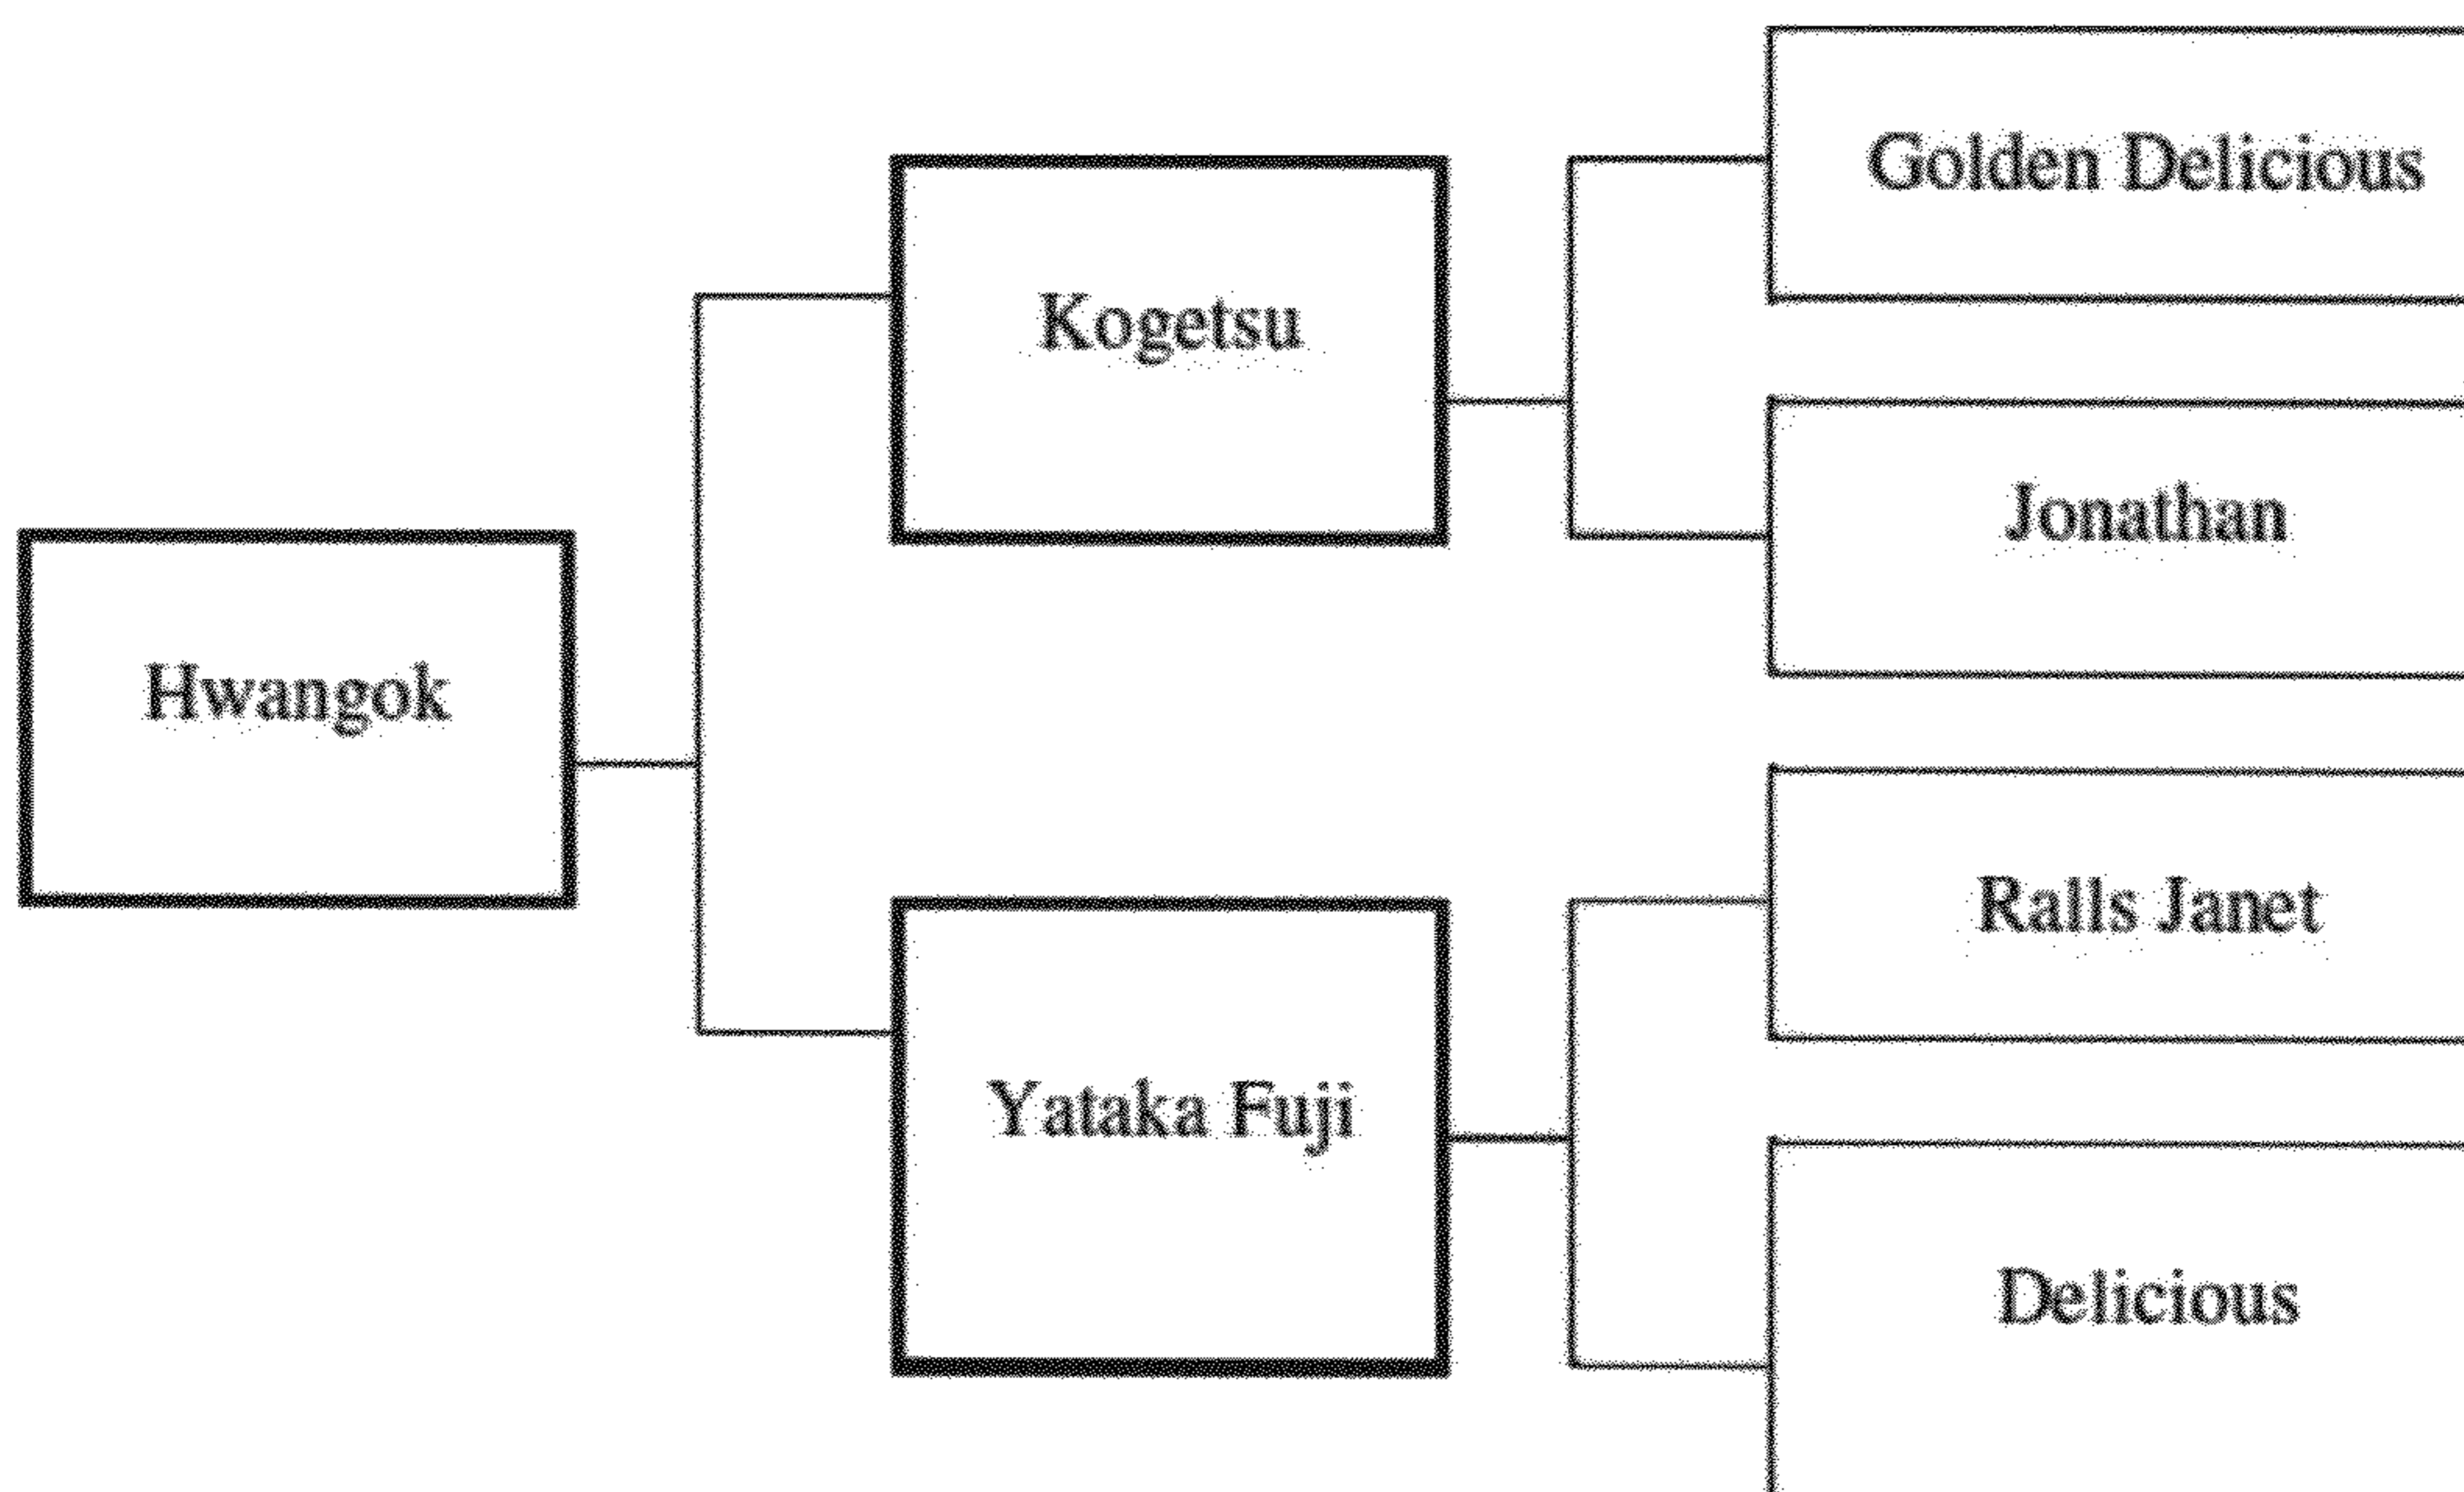 Golden Delicious
Kogetsu
Jonathan
Hwangok
Ralls Janet
Yataka Fuji
Delicious